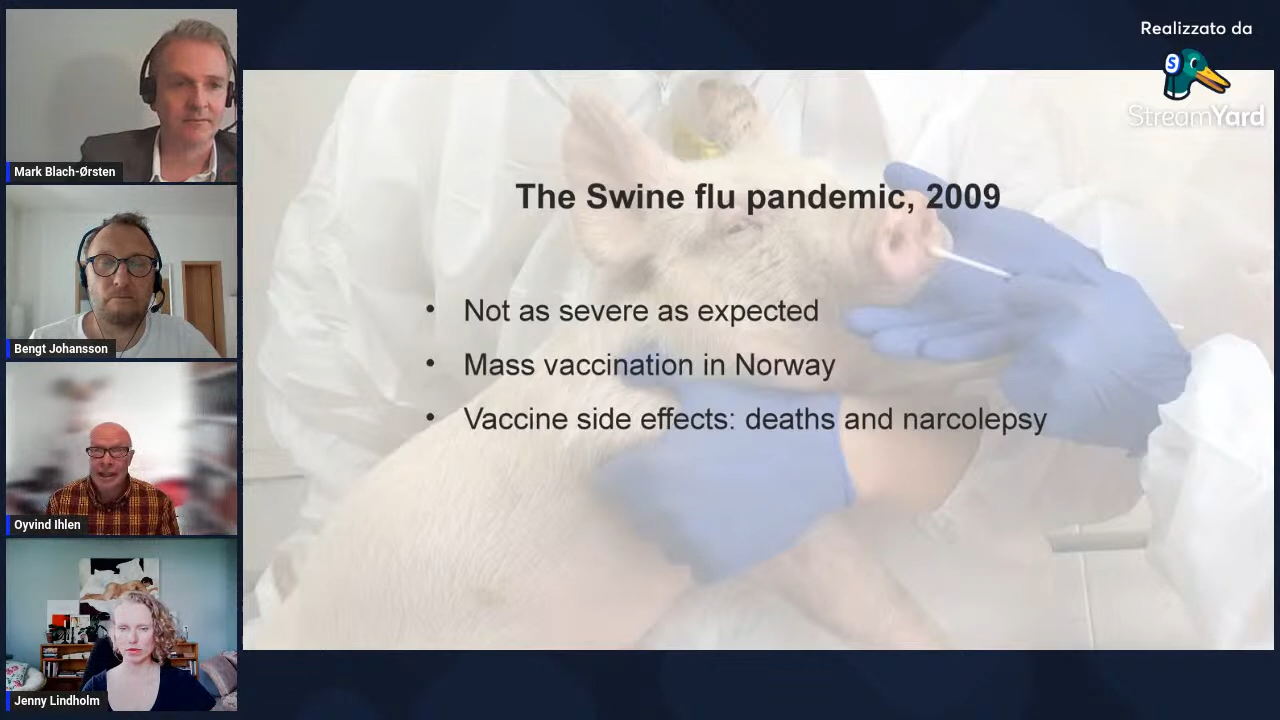 Realizzato da
S
StreamYard
Mark Blach-Ørsten
Bengt Johansson
Oyvind Ihlen
Jenny Lindholm
The Swine flu pandemic, 2009
• Not as severe as expected
• Mass vaccination in Norway
• Vaccine side effects: deaths and narcolepsy